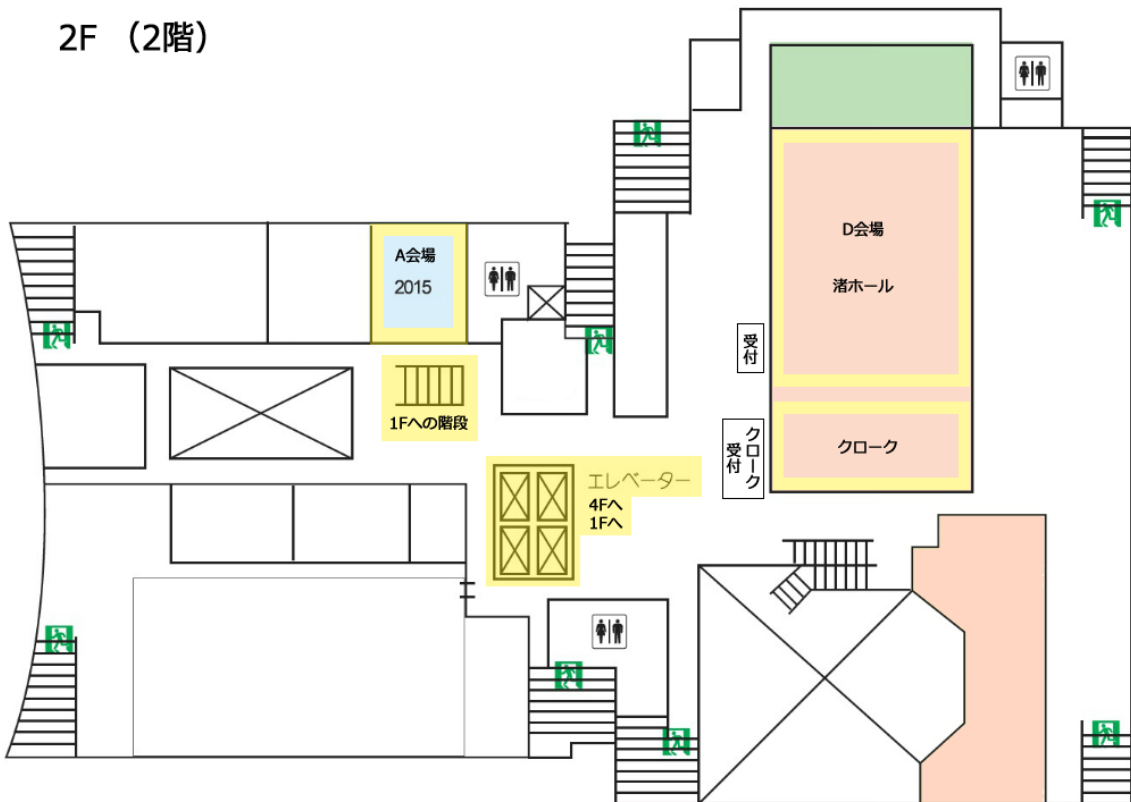 2F （2階）
A会場
2015
D会場
渚ホール
受付
1Fへの階段
クローク
受付
クローク
エレベーター
4Fへ
1Fへ